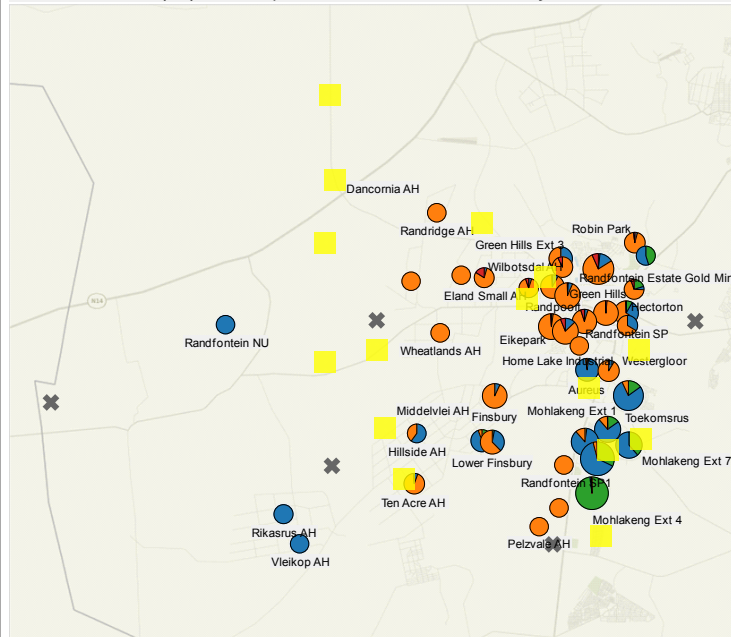 Dancornia AH
Randridge AH
Robin Park
Green Hills Ext 3
Wilbotsdal AH
Randfontein Estate Gold Min
Eland Small AH
Green Hills
Randpoort
Hectorton
N14
Randfontein NU
Randfontein SP
Eikepark
Wheatlands AH
Home Lake Industrial
Westergloor
Aureus
Middelvlei AH
Finsbury
Mohlakeng Ext 1
Toekomsrus
Hillside AH
Lower Finsbury
Mohlakeng Ext 7
Randfontein SP1
Ten Acre AH
Mohlakeng Ext 4
Rikasrus AH
Pelzvale AH
Vleikop AH